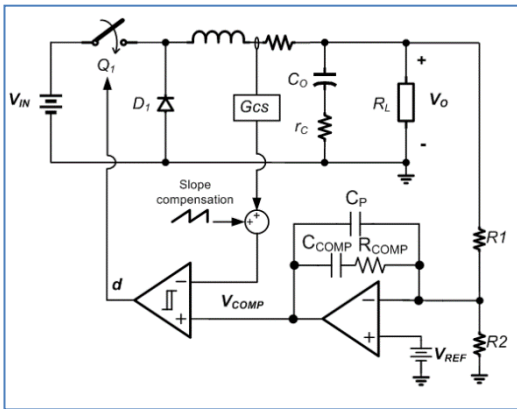 Q1
VIN
D1
Gcs
CO
rC
RL
+
VO
-
Slope
compensation
+
+
CP
CCOMP
RCOMP
R1
d
−
+
VCOMP
−
+
VREF
R2